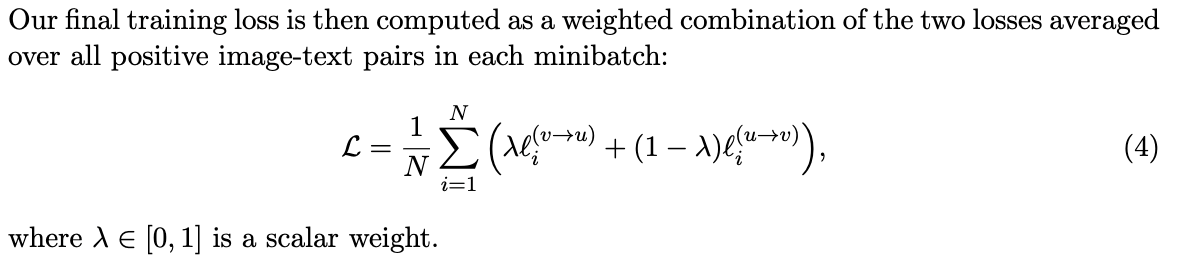 Our final training loss is then computed as a weighted combination of the two losses averaged
over all positive image-text pairs in each minibatch:
ℒ = 1/N ∑_{i=1}^{N} (λℓ_i^{(v→u)} + (1 − λ)ℓ_i^{(u→v)}), (4)
where λ ∈ [0, 1] is a scalar weight.